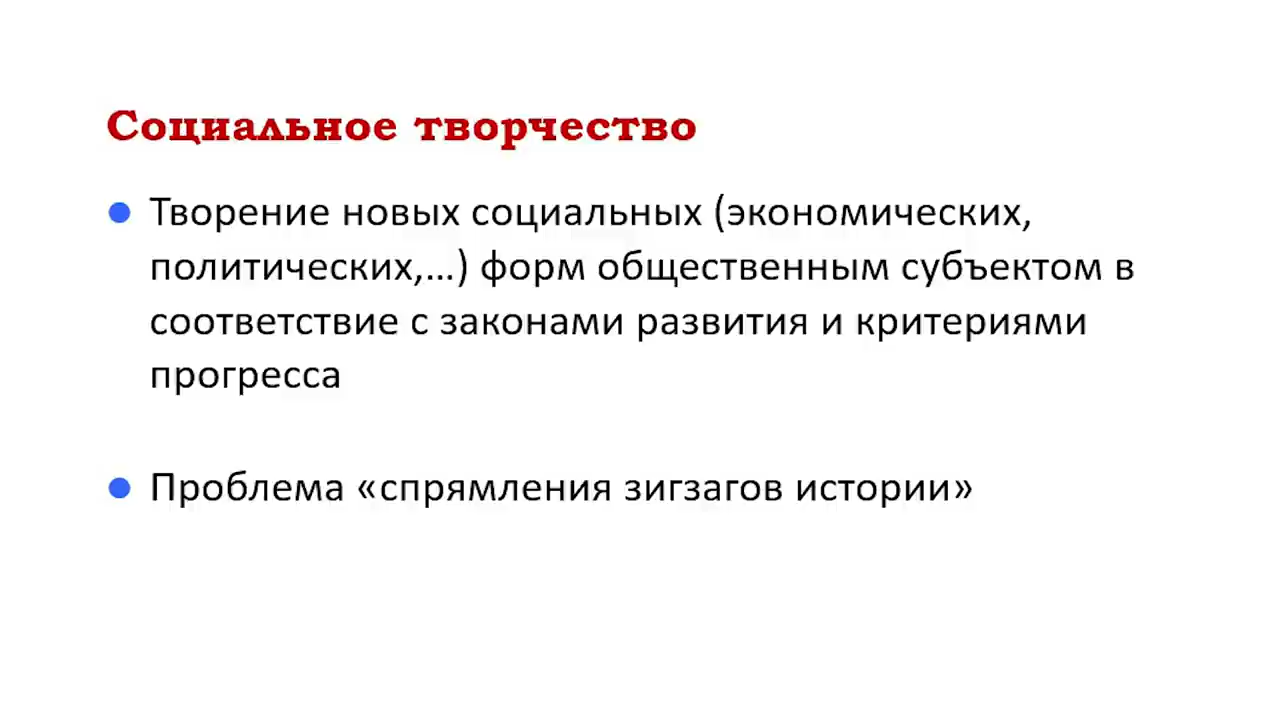 Социальное творчество
Творение новых социальных (экономических,
политических,...) форм общественным субъектом в
соответствие с законами развития и критериями
прогресса
Проблема «спрямления зигзагов истории»